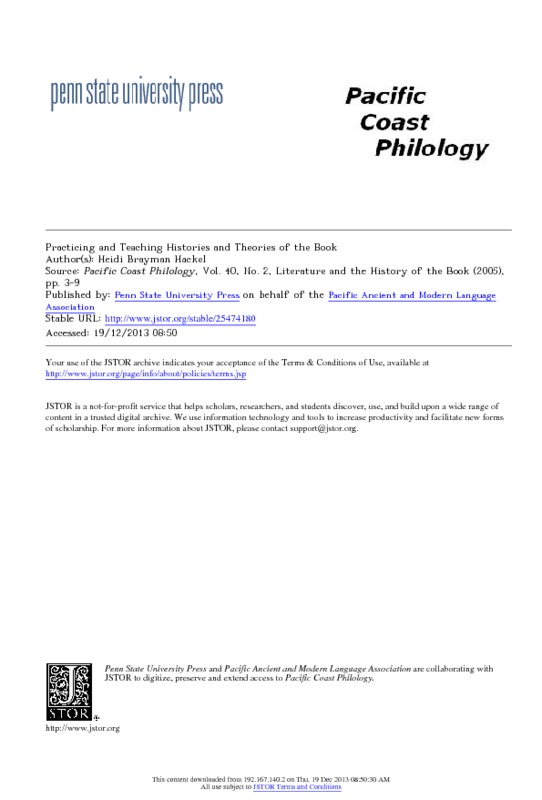 penn state university press
Pacific
Coast
Philology
Practicing and Teaching Histories and Theories of the Book
Author(s): Heidi Brayman Hackel
Source: Pacific Coast Philology, Vol. 40, No. 2, Literature and the History of the Book (2005),
pp. 3-9
Published by: Penn State University Press on behalf of the Pacific Ancient and Modern Language
Association
Stable URL: http://www.jstor.org/stable/25474180
Accessed: 19/12/2013 08:50
Your use of the JSTOR archive indicates your acceptance of the Terms & Conditions of Use, available at
http://www.jstor.org/page/info/about/policies/terms.jsp
JSTOR is a not-for-profit service that helps scholars, researchers, and students discover, use, and build upon a wide range of
content in a trusted digital archive. We use information technology and tools to increase productivity and facilitate new forms
of scholarship. For more information about JSTOR, please contact support@jstor.org.
Penn State University Press and Pacific Ancient and Modern Language Association are collaborating with
JSTOR to digitize, preserve and extend access to Pacific Coast Philology.
J
STOR
http://www.jstor.org
This content downloaded from 192.167.140.2 on Thu, 19 Dec 2013 08:50:30 AM
All use subject to JSTOR Terms and Conditions